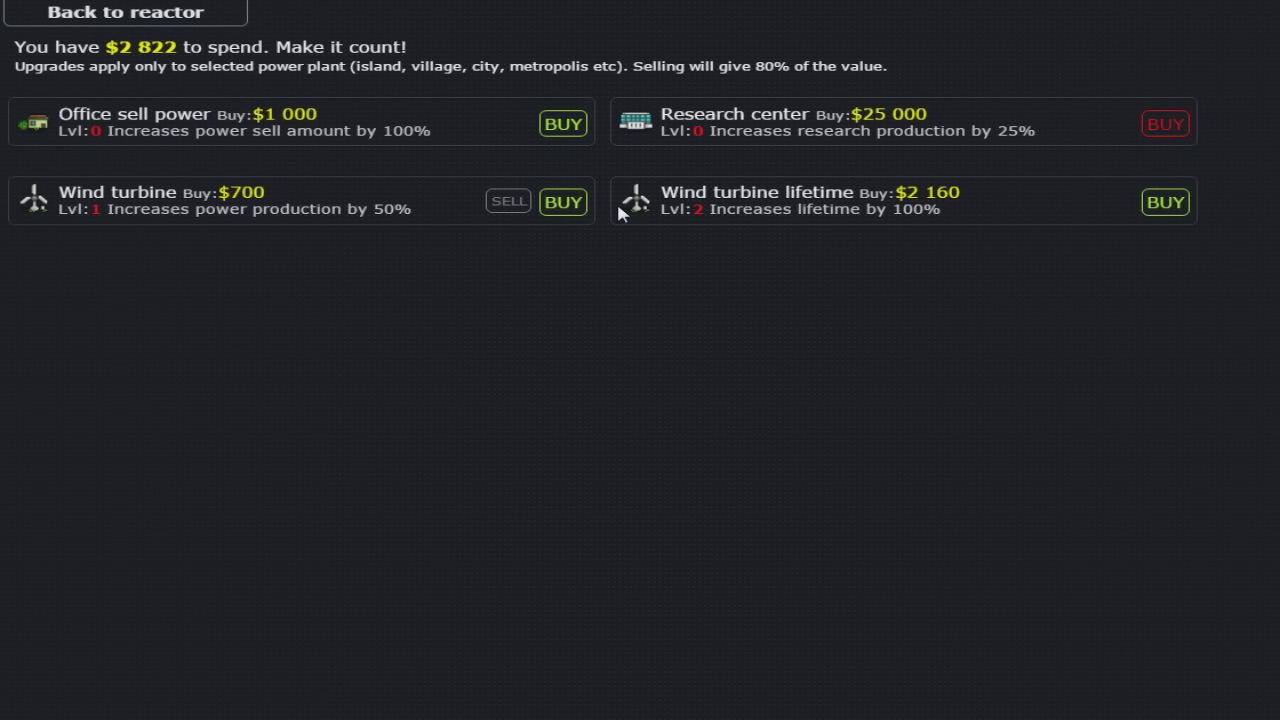 Back to reactor
You have $2 822 to spend. Make it count!
Upgrades apply only to selected power plant (island, village, city, metropolis etc). Selling will give 80% of the value.
Office sell power Buy:$1 000
Lvl:0 Increases power sell amount by 100%
BUY
Research center Buy:$25 000
Lvl:0 Increases research production by 25%
BUY
Wind turbine Buy:$700
Lvl:1 Increases power production by 50%
SELL BUY
Wind turbine lifetime Buy:$2 160
Lvl:2 Increases lifetime by 100%
BUY